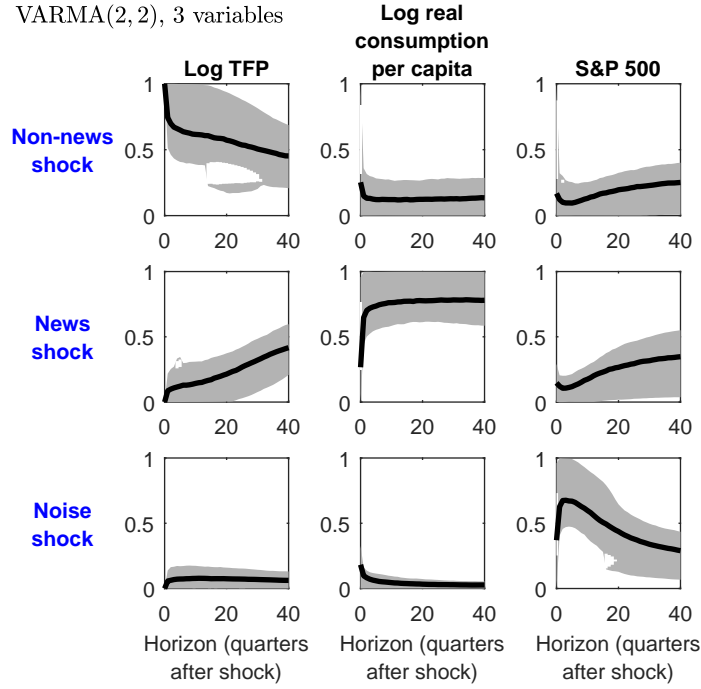 VARMA(2, 2), 3 variables
Log TFP
Log real
consumption
per capita
S&P 500
Non-news
shock
1
0.5
0
0 20 40
1
0.5
0
0 20 40
1
0.5
0
0 20 40
News
shock
1
0.5
0
0 20 40
1
0.5
0
0 20 40
1
0.5
0
0 20 40
Noise
shock
1
0.5
0
0 20 40
Horizon (quarters
after shock)
1
0.5
0
0 20 40
Horizon (quarters
after shock)
1
0.5
0
0 20 40
Horizon (quarters
after shock)